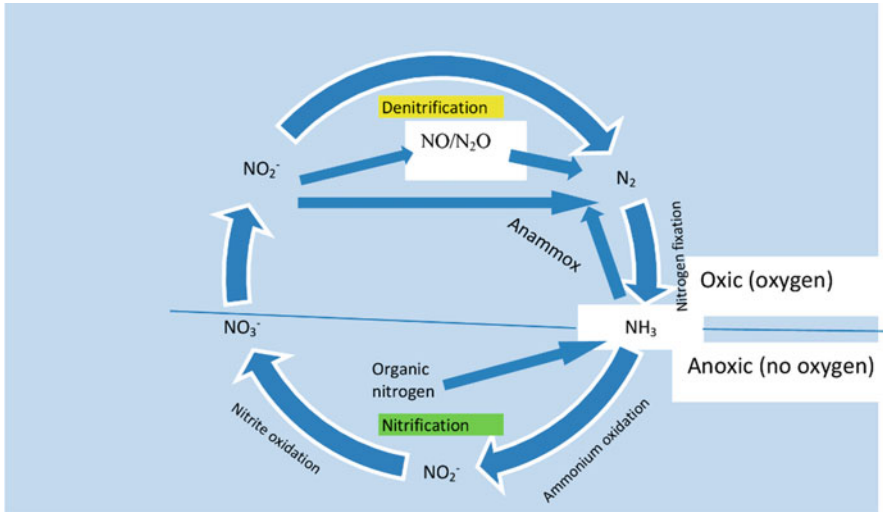 Denitrification
NO/N₂O
NO₂⁻
N₂
Anammox
Nitrogen fixation
Oxic (oxygen)
NO₃⁻
NH₃
Anoxic (no oxygen)
Organic
nitrogen
Nitrification
Nitrite oxidation
Ammonium oxidation
NO₂⁻